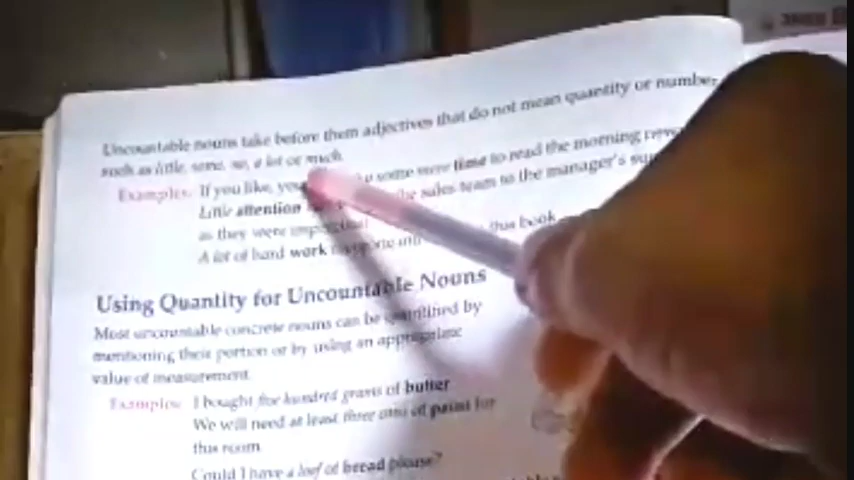 Uncountable nouns take before them adjectives that do not mean quantity or number,
such as little, some, no, a lot or much.
Examples: If you like, you some more time to read the morning
Little attention sales team to the manager's
as they were
A lot of hard work this book
Using Quantity for Uncountable Nouns
Most uncountable concrete nouns can be quantified by
mentioning their portion or by using an appropriate
value of measurement.
Examples: I bought five hundred grams of butter
We will need at least three tins of paint for
this room
Could I have a loaf of bread please?